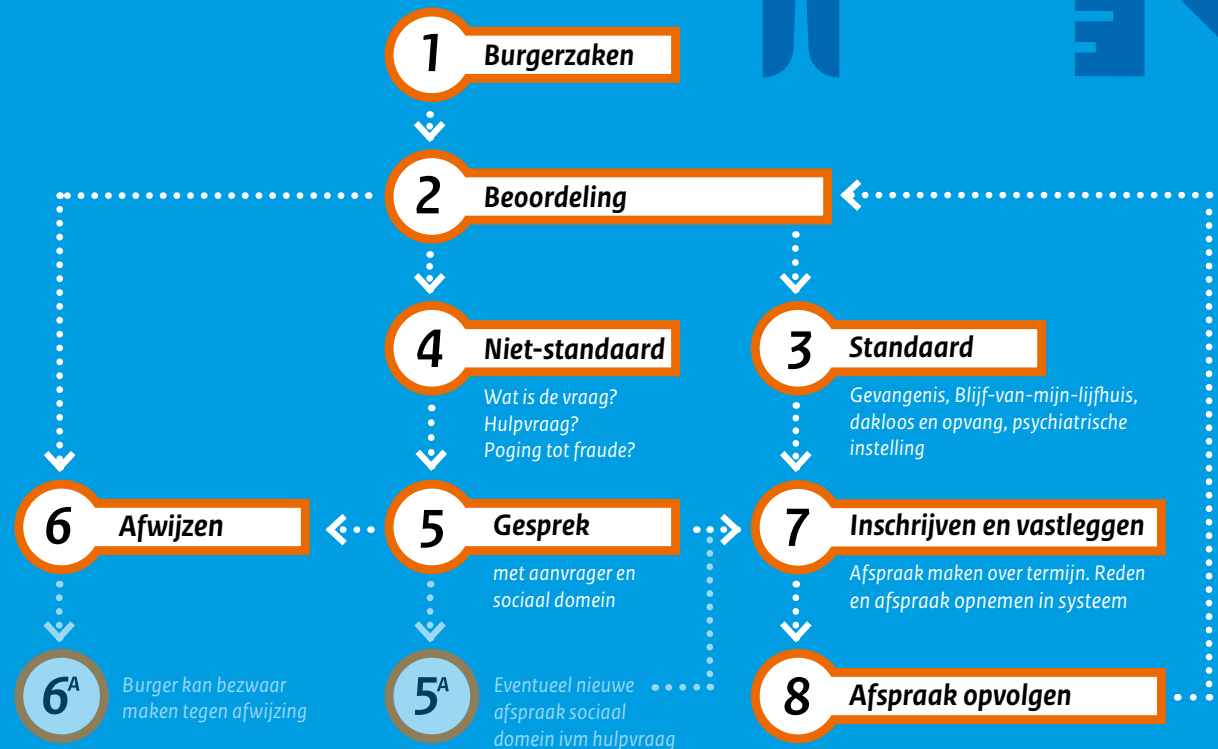 1 Burgerzaken
2 Beoordeling
4 Niet-standaard
Wat is de vraag?
Hulpvraag?
Poging tot fraude?
3 Standaard
Gevangenis, Blijf-van-mijn-lijfhuis,
dakloos en opvang, psychiatrische
instelling
6 Afwijzen
5 Gesprek
met aanvrager en
sociaal domein
7 Inschrijven en vastleggen
Afspraak maken over termijn. Reden
en afspraak opnemen in systeem
6A Burger kan bezwaar
maken tegen afwijzing
5A Eventueel nieuwe
afspraak sociaal
domein ivm hulpvraag
8 Afspraak opvolgen